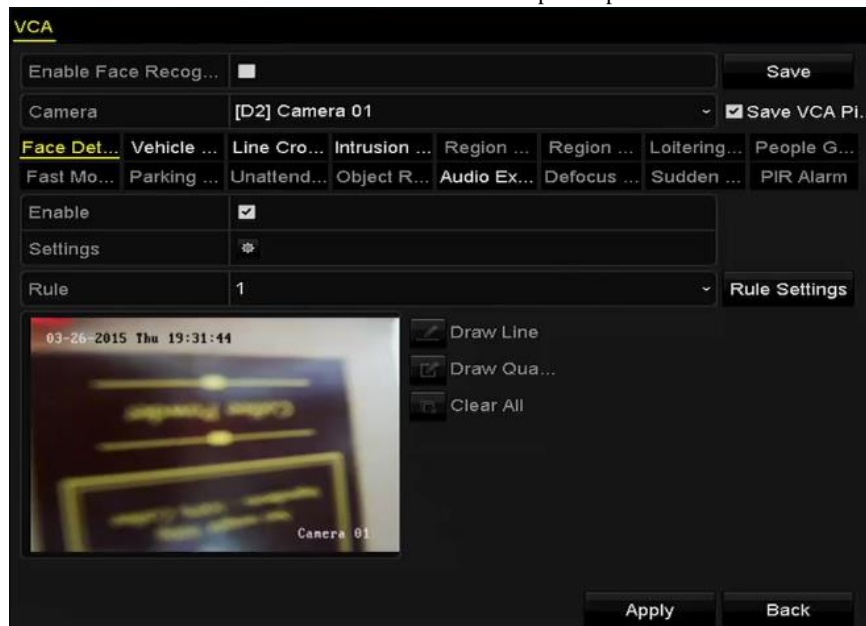 VCA
Enable Face Recog...
Save
Camera
[D2] Camera 01
Save VCA Pi.
Face Det... Vehicle ... Line Cro... Intrusion ... Region ... Region ... Loitering... People G...
Fast Mo... Parking ... Unattend... Object R... Audio Ex... Defocus ... Sudden ... PIR Alarm
Enable
Settings
Rule
1
Rule Settings
03-26-2015 Thu 19:31:44
Draw Line
Draw Qua...
Clear All
Camera 01
Apply
Back